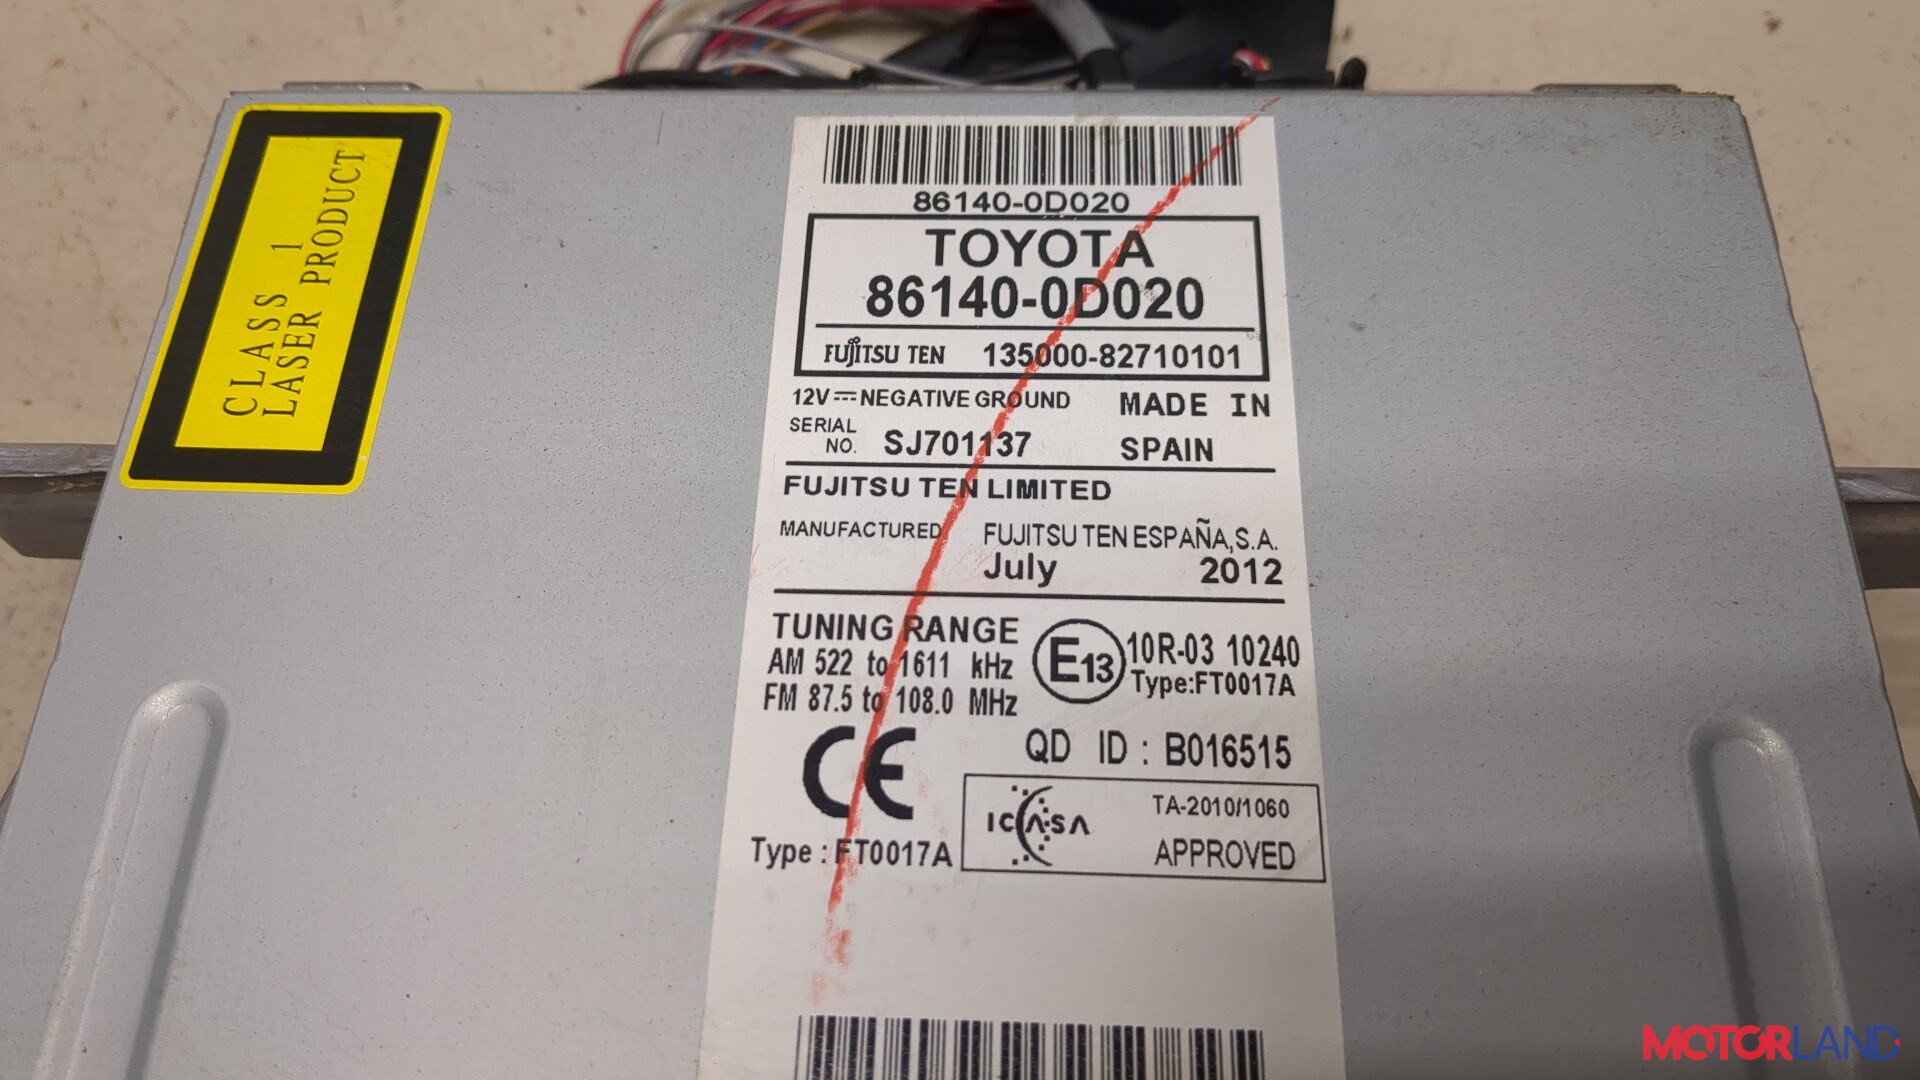 CLASS 1
LASER PRODUCT
86140-0D020
TOYOTA
86140-0D020
FUJITSU TEN 135000-82710101
12V NEGATIVE GROUND MADE IN
SERIAL NO. SJ701137 SPAIN
FUJITSU TEN LIMITED
MANUFACTURED FUJITSU TEN ESPAÑA,S.A.
July 2012
TUNING RANGE
AM 522 to 1611 kHz
FM 87.5 to 108.0 MHz
E13 10R-03 10240
Type:FT0017A
CE
QD ID : B016515
Type : FT0017A
ICASA
TA-2010/1060
APPROVED
MOTORLAND